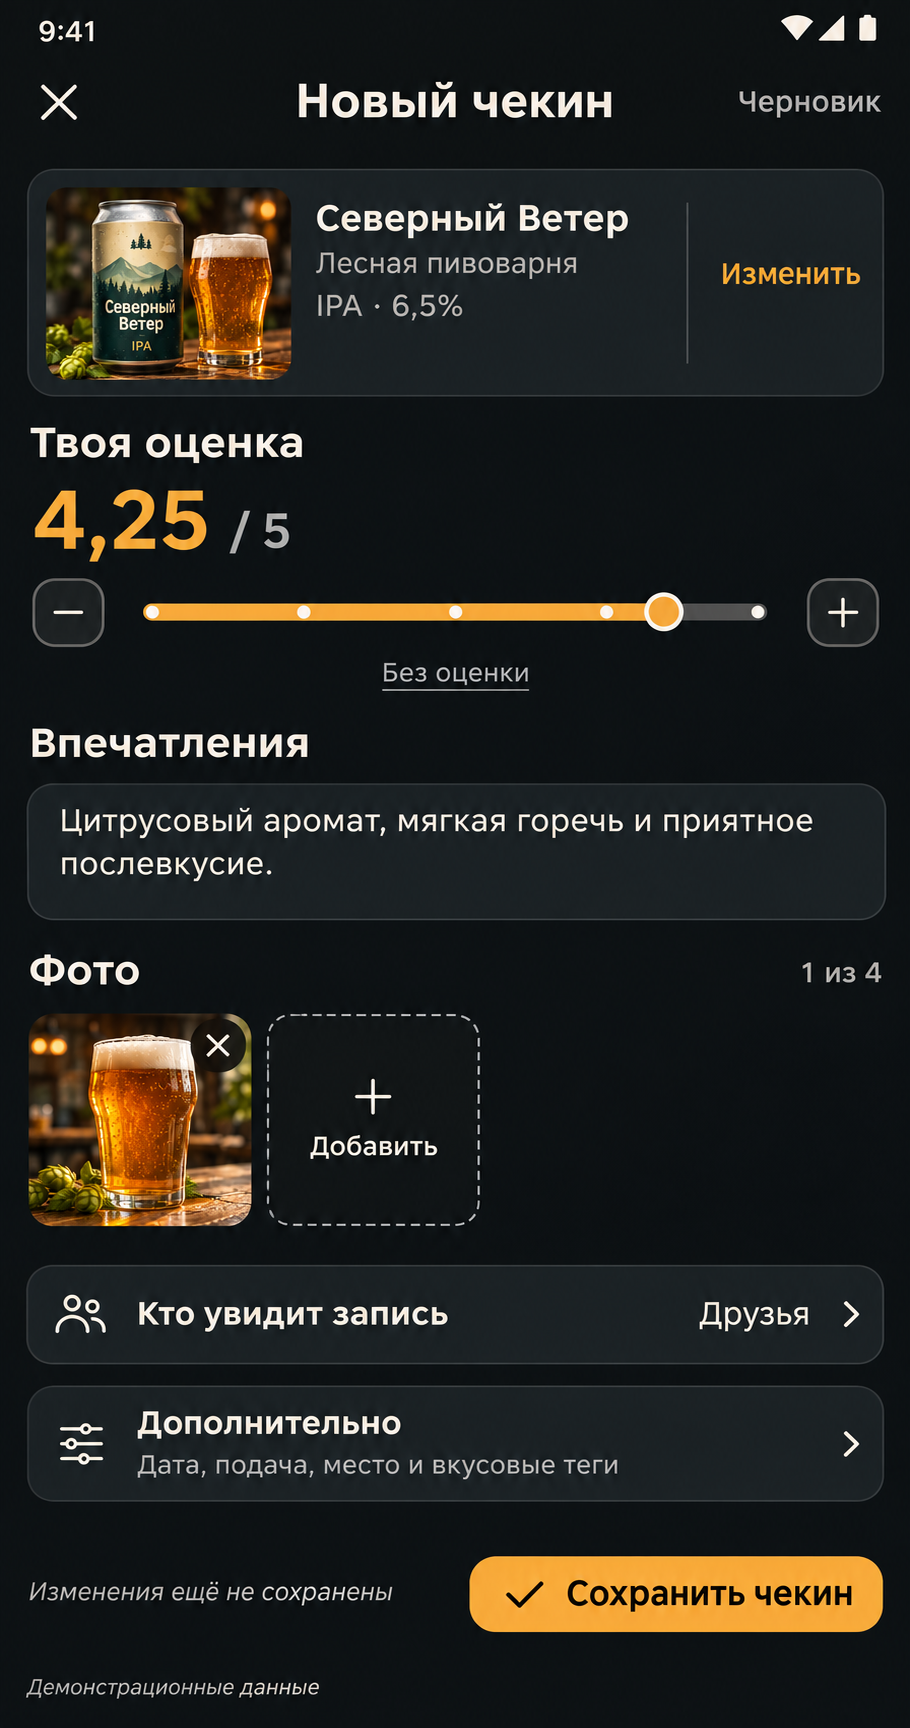 9:41
Новый чекин
Черновик
Северный
Ветер
IPA
Северный Ветер
Лесная пивоварня
IPA · 6,5%
Изменить
Твоя оценка
4,25 / 5
Без оценки
Впечатления
Цитрусовый аромат, мягкая горечь и приятное
послевкусие.
Фото
1 из 4
Добавить
Кто увидит запись
Друзья
Дополнительно
Дата, подача, место и вкусовые теги
Изменения ещё не сохранены
Сохранить чекин
Демонстрационные данные